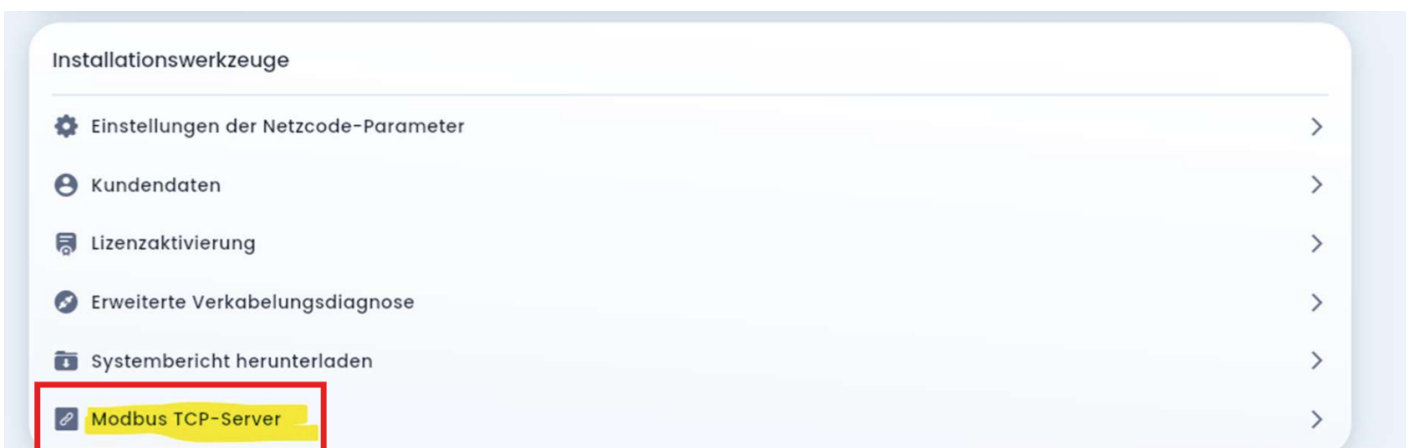 Installationswerkzeuge
Einstellungen der Netzcode-Parameter
Kundendaten
Lizenzaktivierung
Erweiterte Verkabelungsdiagnose
Systembericht herunterladen
Modbus TCP-Server